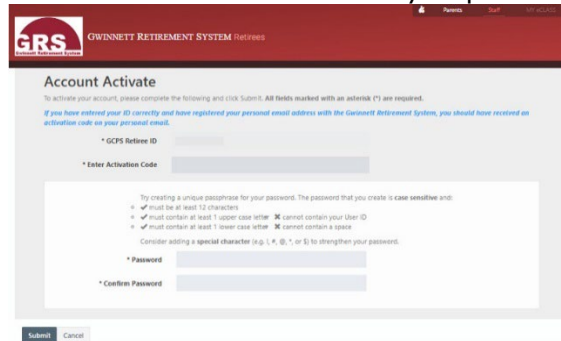 Parents Staff MY eCLASS
GRS
Gwinnett Retirement System
GWINNETT RETIREMENT SYSTEM Retirees
Account Activate
To activate your account, please complete the following and click Submit. All fields marked with an asterisk (*) are required.
If you have entered your ID correctly and have registered your personal email address with the Gwinnett Retirement System, you should have received an
activation code on your personal email.
* GCPS Retiree ID
* Enter Activation Code
Try creating a unique passphrase for your password. The password that you create is case sensitive and:
✔ must be at least 12 characters
✔ must contain at least 1 upper case letter ✖ cannot contain your User ID
✔ must contain at least 1 lower case letter ✖ cannot contain a space
Consider adding a special character (e.g. !, #, @, *, or $) to strengthen your password.
* Password
* Confirm Password
Submit Cancel